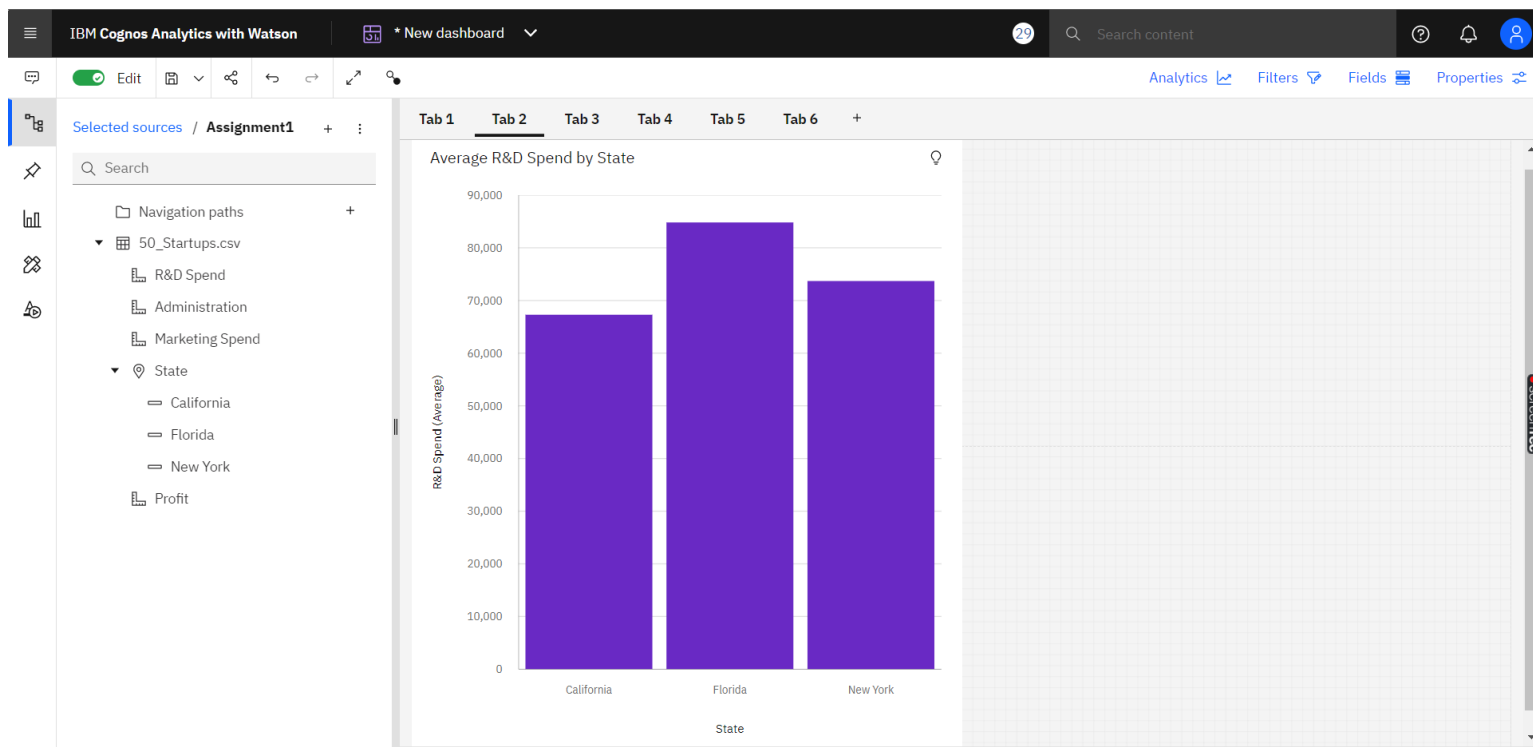 IBM Cognos Analytics with Watson
* New dashboard
29
Search content
Edit
Analytics
Filters
Fields
Properties
Selected sources / Assignment1
Search
Navigation paths
50_Startups.csv
R&D Spend
Administration
Marketing Spend
State
California
Florida
New York
Profit
Tab 1
Tab 2
Tab 3
Tab 4
Tab 5
Tab 6
Average R&D Spend by State
R&D Spend (Average)
90,000
80,000
70,000
60,000
50,000
40,000
30,000
20,000
10,000
0
California
Florida
New York
State